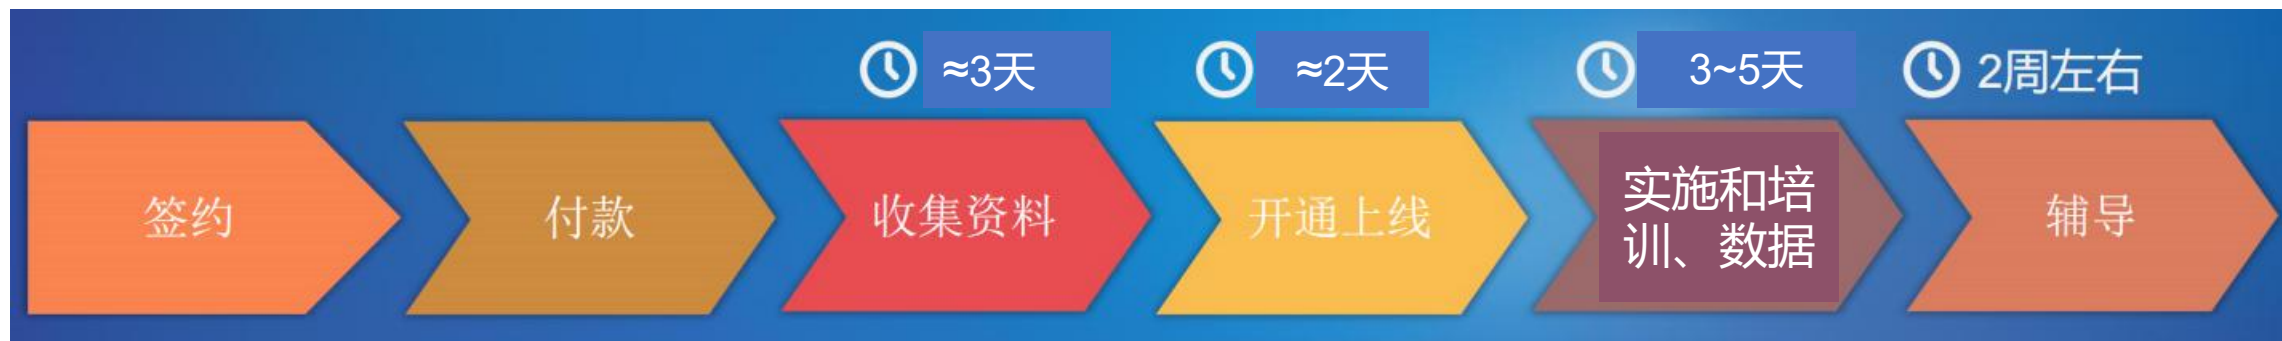 ≈3天
≈2天
3~5天
2周左右
签约
付款
收集资料
开通上线
实施和培
训、数据
辅导